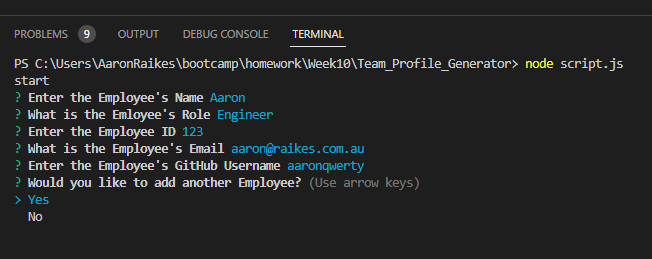 PROBLEMS 9 OUTPUT DEBUG CONSOLE TERMINAL
PS C:\Users\AaronRaikes\bootcamp\homework\Week10\Team_Profile_Generator> node script.js
start
? Enter the Employee's Name Aaron
? What is the Emloyee's Role Engineer
? Enter the Employee ID 123
? What is the Employee's Email aaron@raikes.com.au
? Enter the Employee's GitHub Username aaronqwerty
? Would you like to add another Employee? (Use arrow keys)
> Yes
No